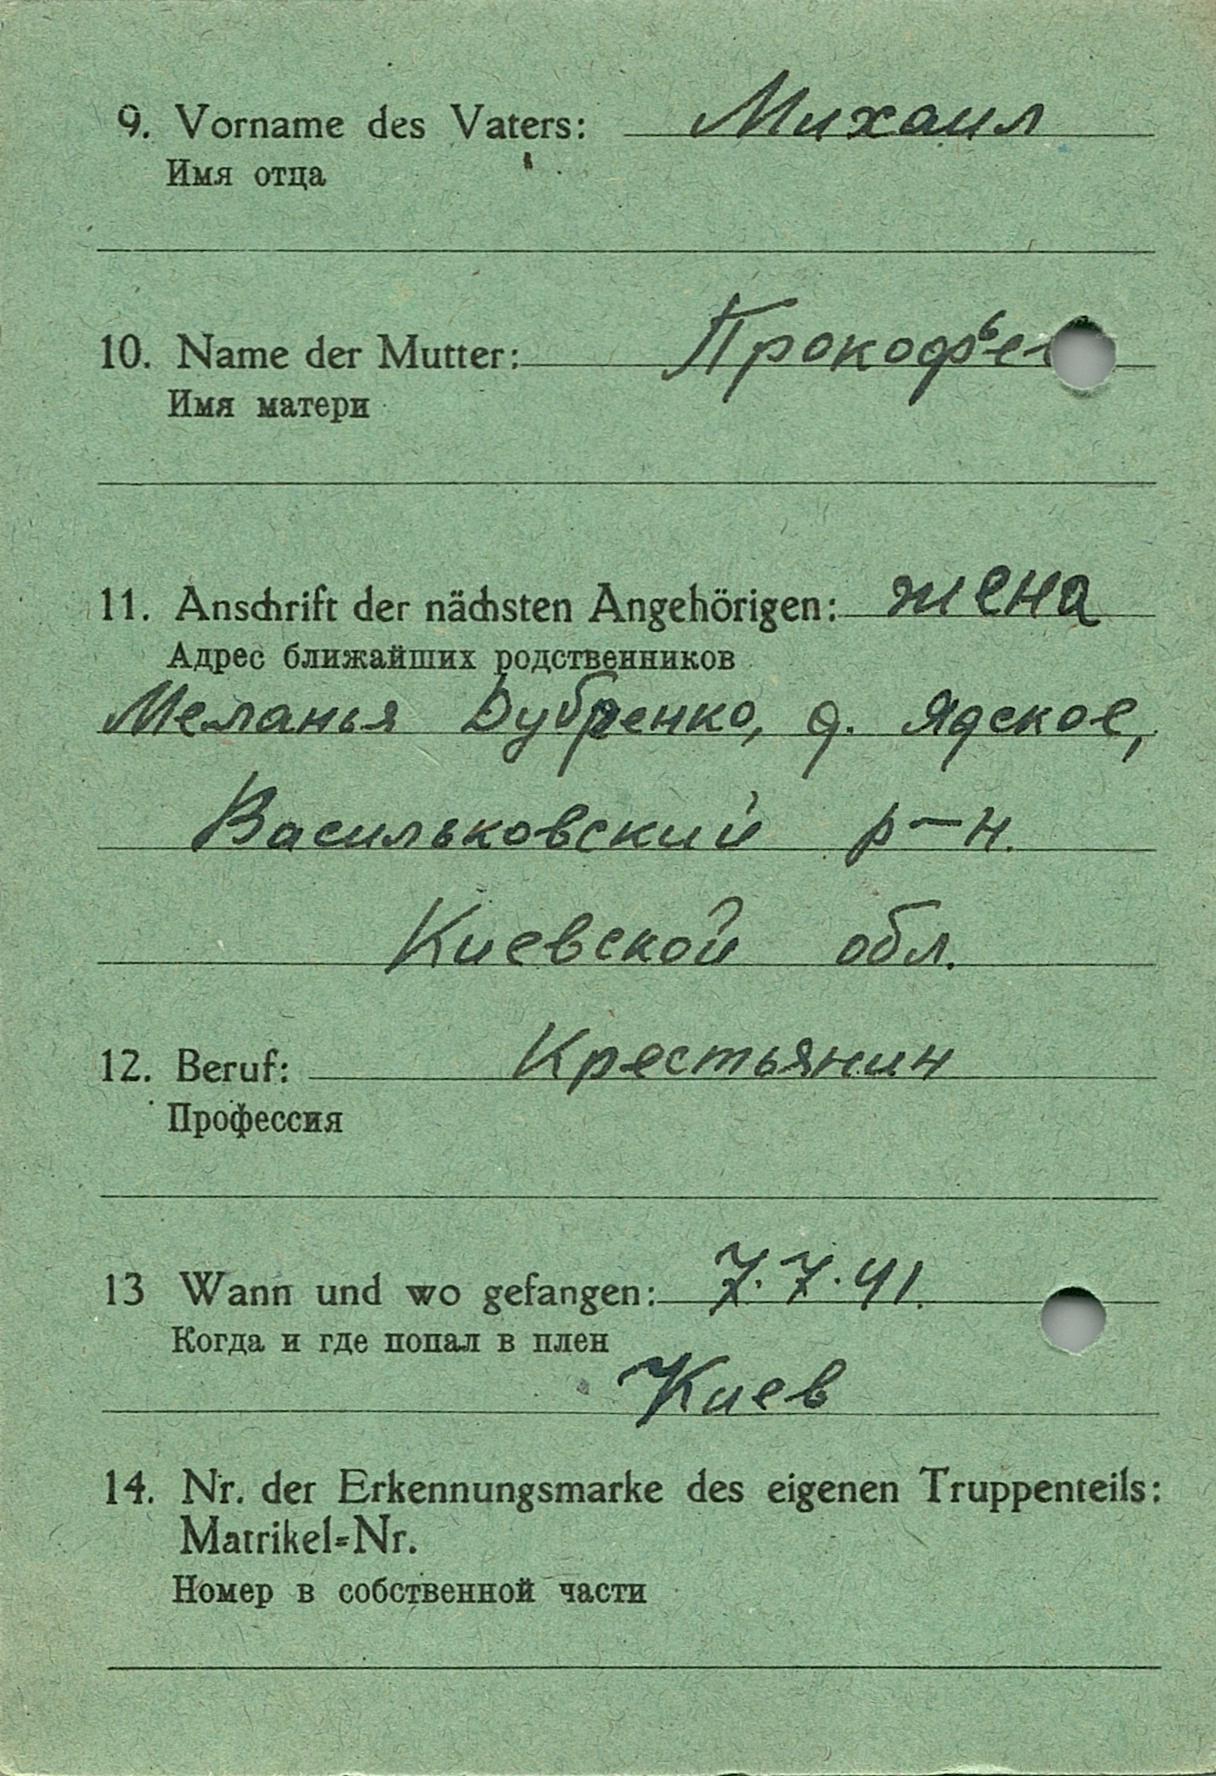 9. Vorname des Vaters: Михаил
Имя отца
10. Name der Mutter: Прокофье
Имя матери
11. Anschrift der nächsten Angehörigen: жена
Адрес ближайших родственников
Меланья Дубренко, д. Ядское,
Васильковский р-н.
Киевской обл.
12. Beruf: Крестьянин
Профессия
13 Wann und wo gefangen: 7.7.41.
Когда и где попал в плен
Киев
14. Nr. der Erkennungsmarke des eigenen Truppenteils:
Matrikel=Nr.
Номер в собственной части